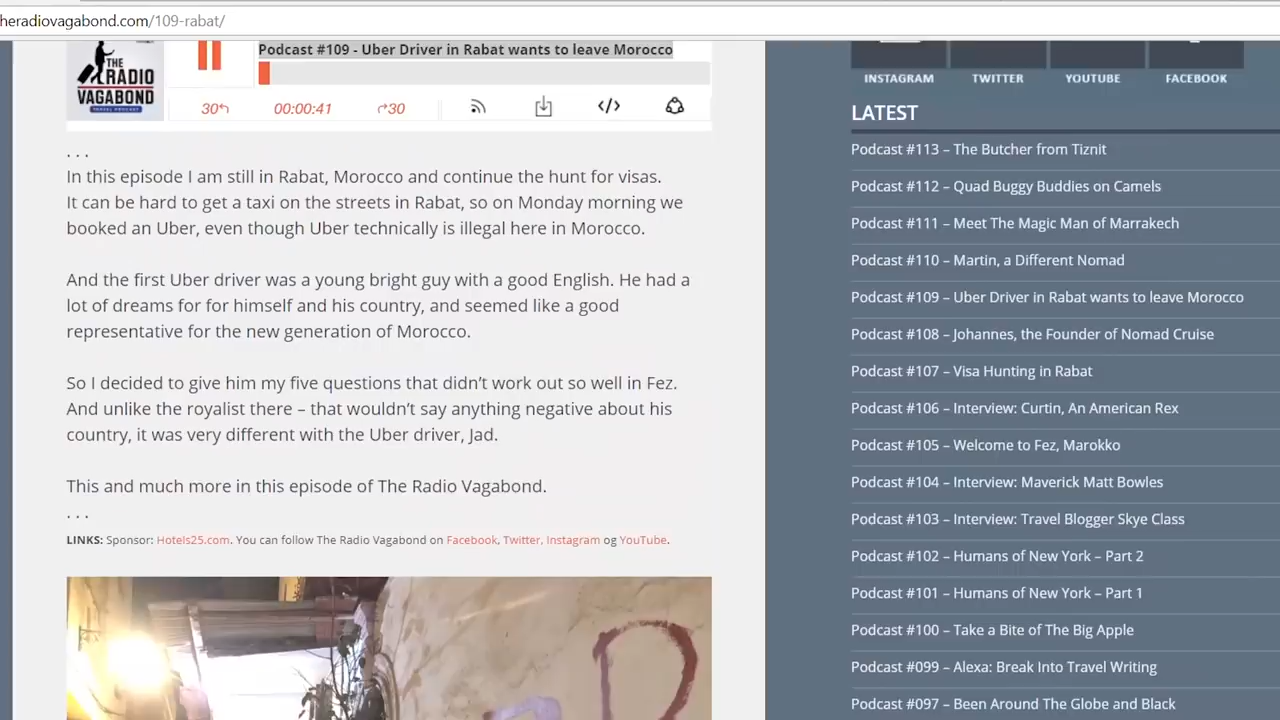 heradiovagabond.com/109-rabat/
THE
RADIO
VAGABOND
TRAVEL PODCAST
Podcast #109 - Uber Driver in Rabat wants to leave Morocco
30
00:00:41
30
. . .
In this episode I am still in Rabat, Morocco and continue the hunt for visas.
It can be hard to get a taxi on the streets in Rabat, so on Monday morning we
booked an Uber, even though Uber technically is illegal here in Morocco.
And the first Uber driver was a young bright guy with a good English. He had a
lot of dreams for for himself and his country, and seemed like a good
representative for the new generation of Morocco.
So I decided to give him my five questions that didn’t work out so well in Fez.
And unlike the royalist there – that wouldn’t say anything negative about his
country, it was very different with the Uber driver, Jad.
This and much more in this episode of The Radio Vagabond.
. . .
LINKS: Sponsor: Hotels25.com. You can follow The Radio Vagabond on Facebook, Twitter, Instagram og YouTube.
INSTAGRAM
TWITTER
YOUTUBE
FACEBOOK
LATEST
Podcast #113 – The Butcher from Tiznit
Podcast #112 – Quad Buggy Buddies on Camels
Podcast #111 – Meet The Magic Man of Marrakech
Podcast #110 – Martin, a Different Nomad
Podcast #109 – Uber Driver in Rabat wants to leave Morocco
Podcast #108 – Johannes, the Founder of Nomad Cruise
Podcast #107 – Visa Hunting in Rabat
Podcast #106 – Interview: Curtin, An American Rex
Podcast #105 – Welcome to Fez, Marokko
Podcast #104 – Interview: Maverick Matt Bowles
Podcast #103 – Interview: Travel Blogger Skye Class
Podcast #102 – Humans of New York – Part 2
Podcast #101 – Humans of New York – Part 1
Podcast #100 – Take a Bite of The Big Apple
Podcast #099 – Alexa: Break Into Travel Writing
Podcast #097 – Been Around The Globe and Back